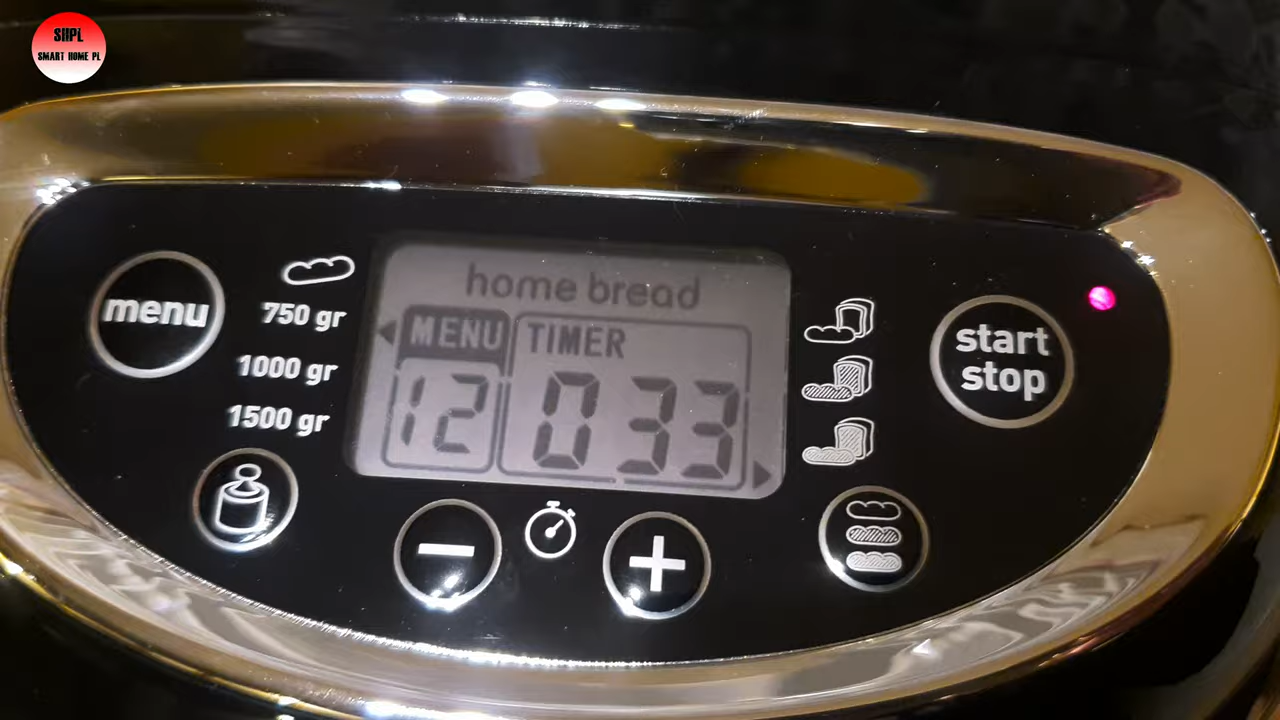 SHPL
SMART HOME PL
home bread
menu
750 gr
1000 gr
1500 gr
MENU
TIMER
12
0 33
start
stop